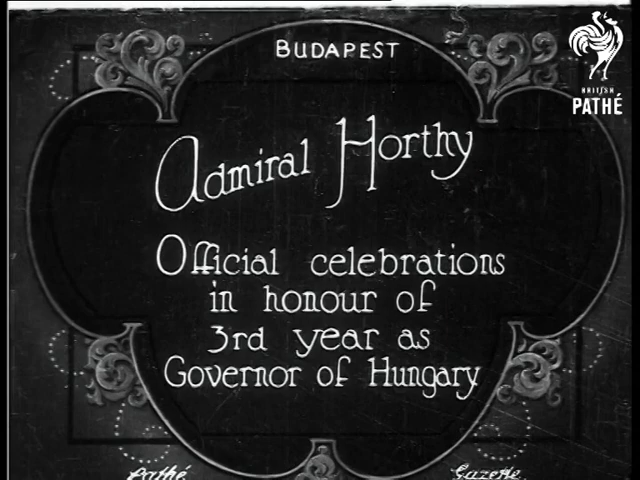 BUDAPEST
BRITISH
PATHÉ
Admiral Horthy
Official celebrations
in honour of
3rd year as
Governor of Hungary
Pathé Gazette